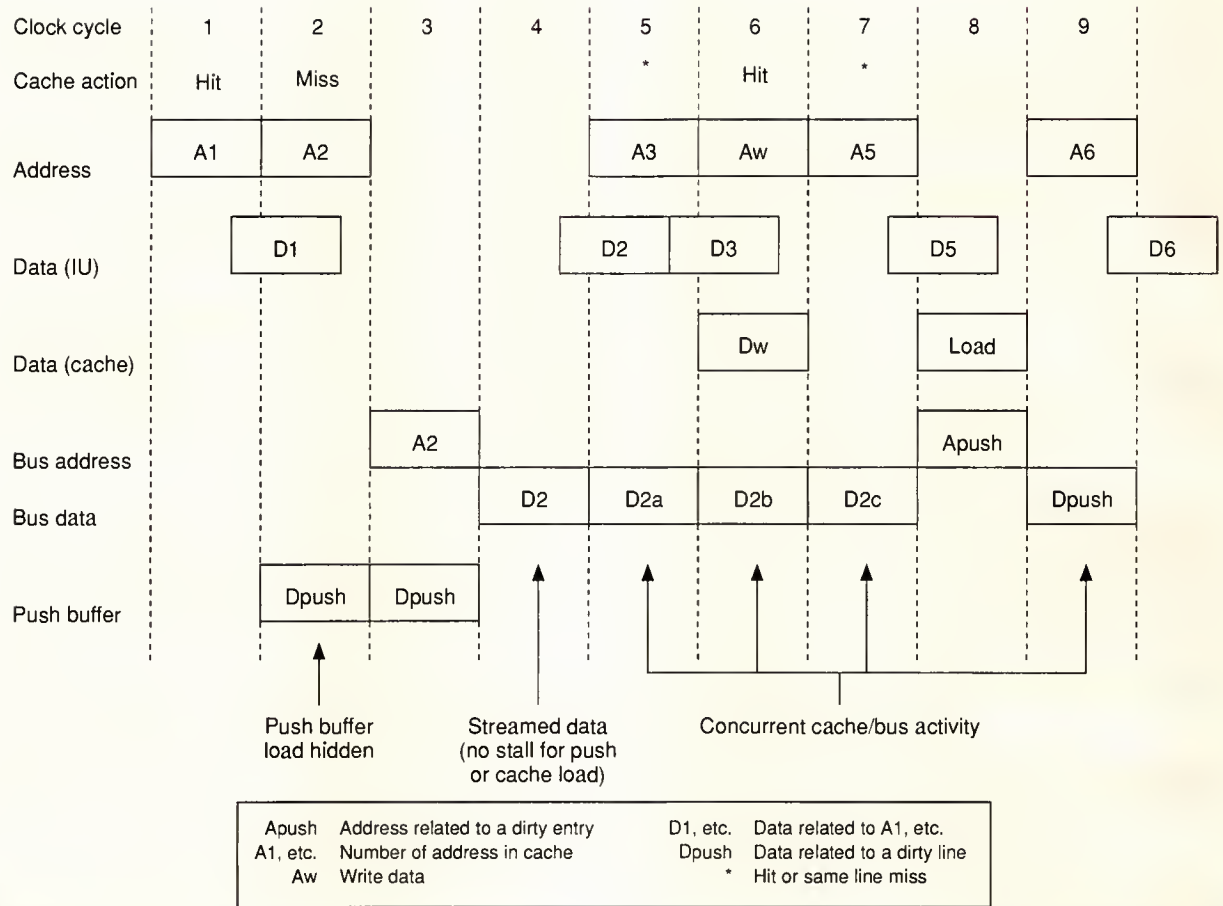 Clock cycle 1 2 3 4 5 6 7 8 9
Cache action Hit Miss * Hit *
Address A1 A2 A3 Aw A5 A6
Data (IU) D1 D2 D3 D5 D6
Data (cache) Dw Load
Bus address A2 Apush
Bus data D2 D2a D2b D2c Dpush
Push buffer Dpush Dpush
Push buffer
load hidden
Streamed data
(no stall for push
or cache load)
Concurrent cache/bus activity
Apush Address related to a dirty entry
A1, etc. Number of address in cache
Aw Write data
D1, etc. Data related to A1, etc.
Dpush Data related to a dirty line
* Hit or same line miss